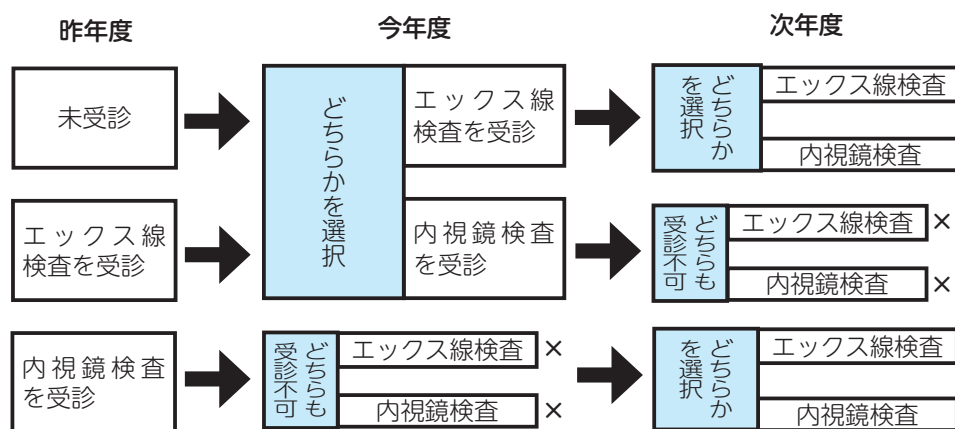 昨年度
今年度
次年度
未受診
どちらかを選択
エックス線
検査を受診
どちらか
を選択
エックス線検査
内視鏡検査
エックス線
検査を受診
内視鏡検査
を受診
どちらも
受診不可
エックス線検査 ×
内視鏡検査 ×
内視鏡検査
を受診
どちらも
受診不可
エックス線検査 ×
内視鏡検査 ×
どちらか
を選択
エックス線検査
内視鏡検査